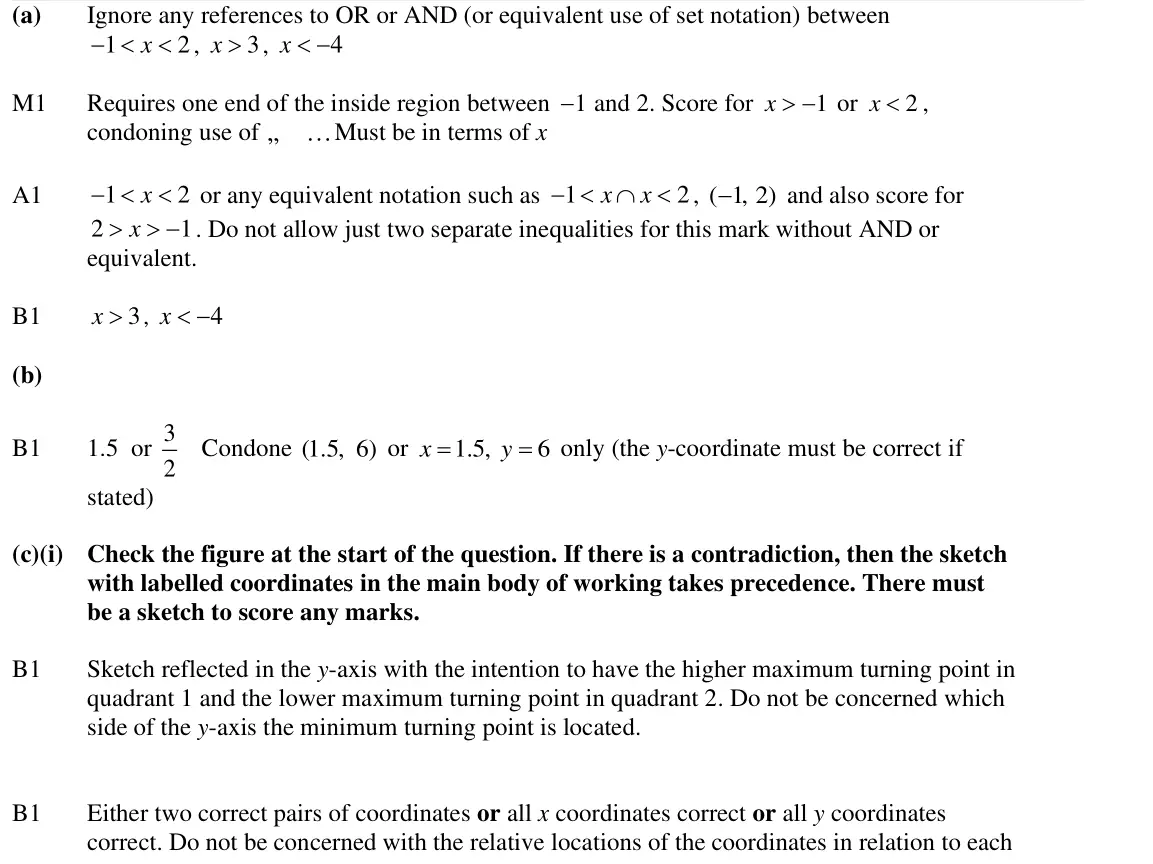 (a) Ignore any references to OR or AND (or equivalent use of set notation) between
−1 < x < 2, x > 3, x < −4
M1 Requires one end of the inside region between −1 and 2. Score for x > −1 or x < 2,
condoning use of „ …Must be in terms of x
A1 −1 < x < 2 or any equivalent notation such as −1 < x ∩ x < 2, (−1, 2) and also score for
2 > x > −1. Do not allow just two separate inequalities for this mark without AND or
equivalent.
B1 x > 3, x < −4
(b)
B1 1.5 or 3/2 Condone (1.5, 6) or x = 1.5, y = 6 only (the y-coordinate must be correct if
stated)
(c)(i) Check the figure at the start of the question. If there is a contradiction, then the sketch
with labelled coordinates in the main body of working takes precedence. There must
be a sketch to score any marks.
B1 Sketch reflected in the y-axis with the intention to have the higher maximum turning point in
quadrant 1 and the lower maximum turning point in quadrant 2. Do not be concerned which
side of the y-axis the minimum turning point is located.
B1 Either two correct pairs of coordinates or all x coordinates correct or all y coordinates
correct. Do not be concerned with the relative locations of the coordinates in relation to each